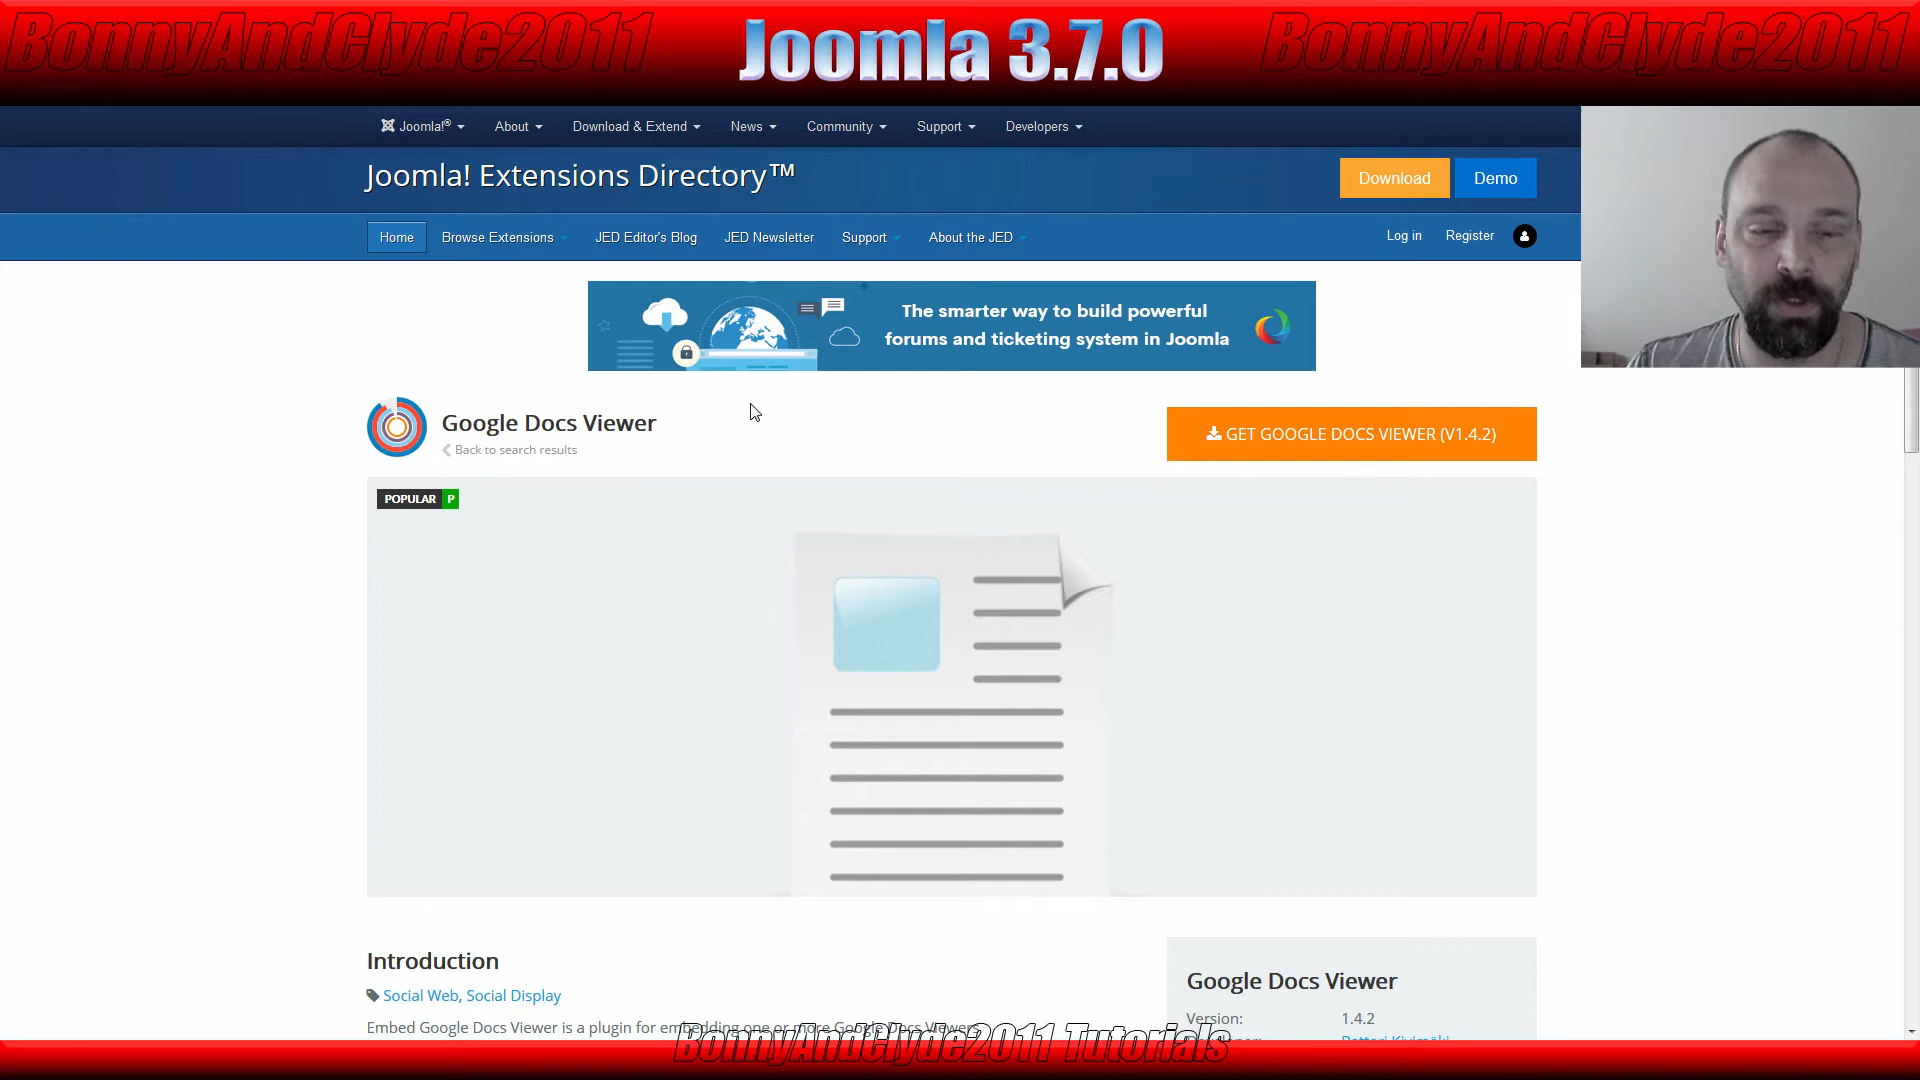 BonnyAndClyde2011
Joomla 3.7.0
BonnyAndClyde2011
Joomla!® About Download & Extend News Community Support Developers
Joomla! Extensions Directory™
Download Demo
Home Browse Extensions JED Editor's Blog JED Newsletter Support About the JED
Log in Register
The smarter way to build powerful
forums and ticketing system in Joomla
Google Docs Viewer
Back to search results
GET GOOGLE DOCS VIEWER (V1.4.2)
POPULAR P
Introduction
Social Web, Social Display
Embed Google Docs Viewer is a plugin for embedding one or more Google Docs Viewers
Google Docs Viewer
Version: 1.4.2
Developer: Petteri Kivimäki
BonnyAndClyde2011 Tutorials